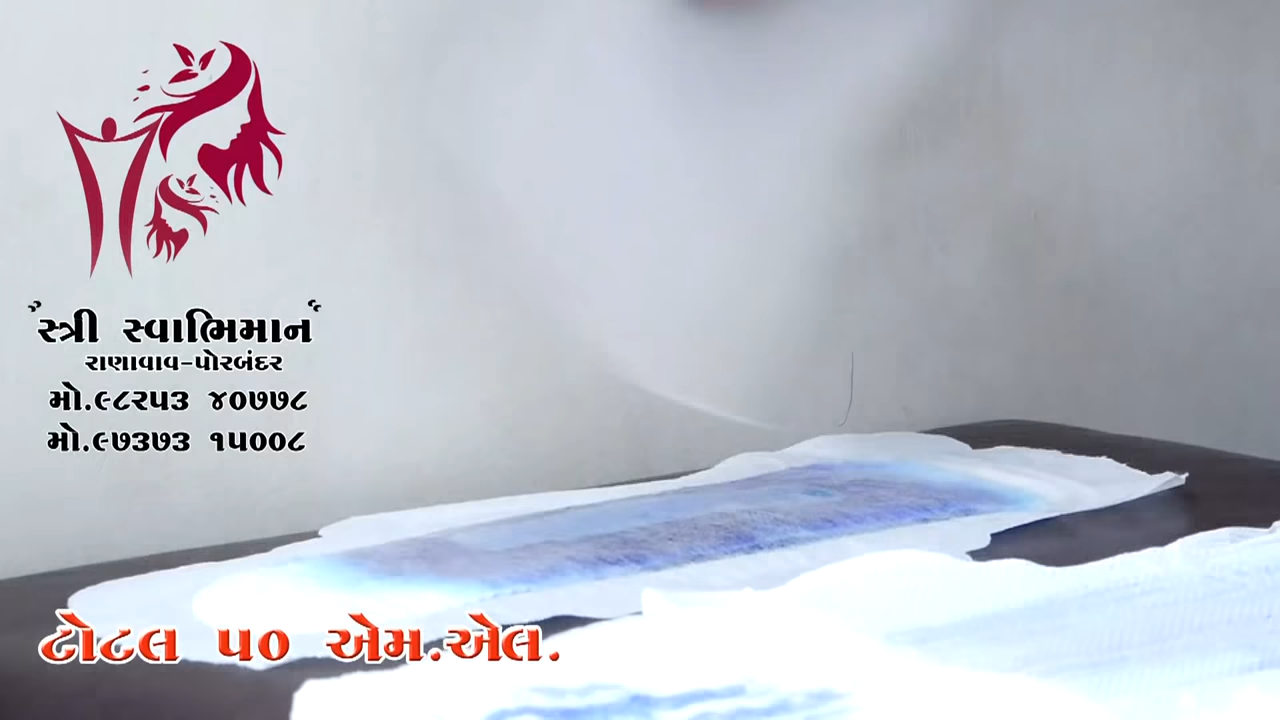 "સ્ત્રી સ્વાભિમાન"
રાણાવાવ-પોરબંદર
મો.૯૮૨૫૩ ૪૦૭૭૮
મો.૯૭૩૭૩ ૧૫૦૦૮
ટોટલ ૫૦ એમ.એલ.